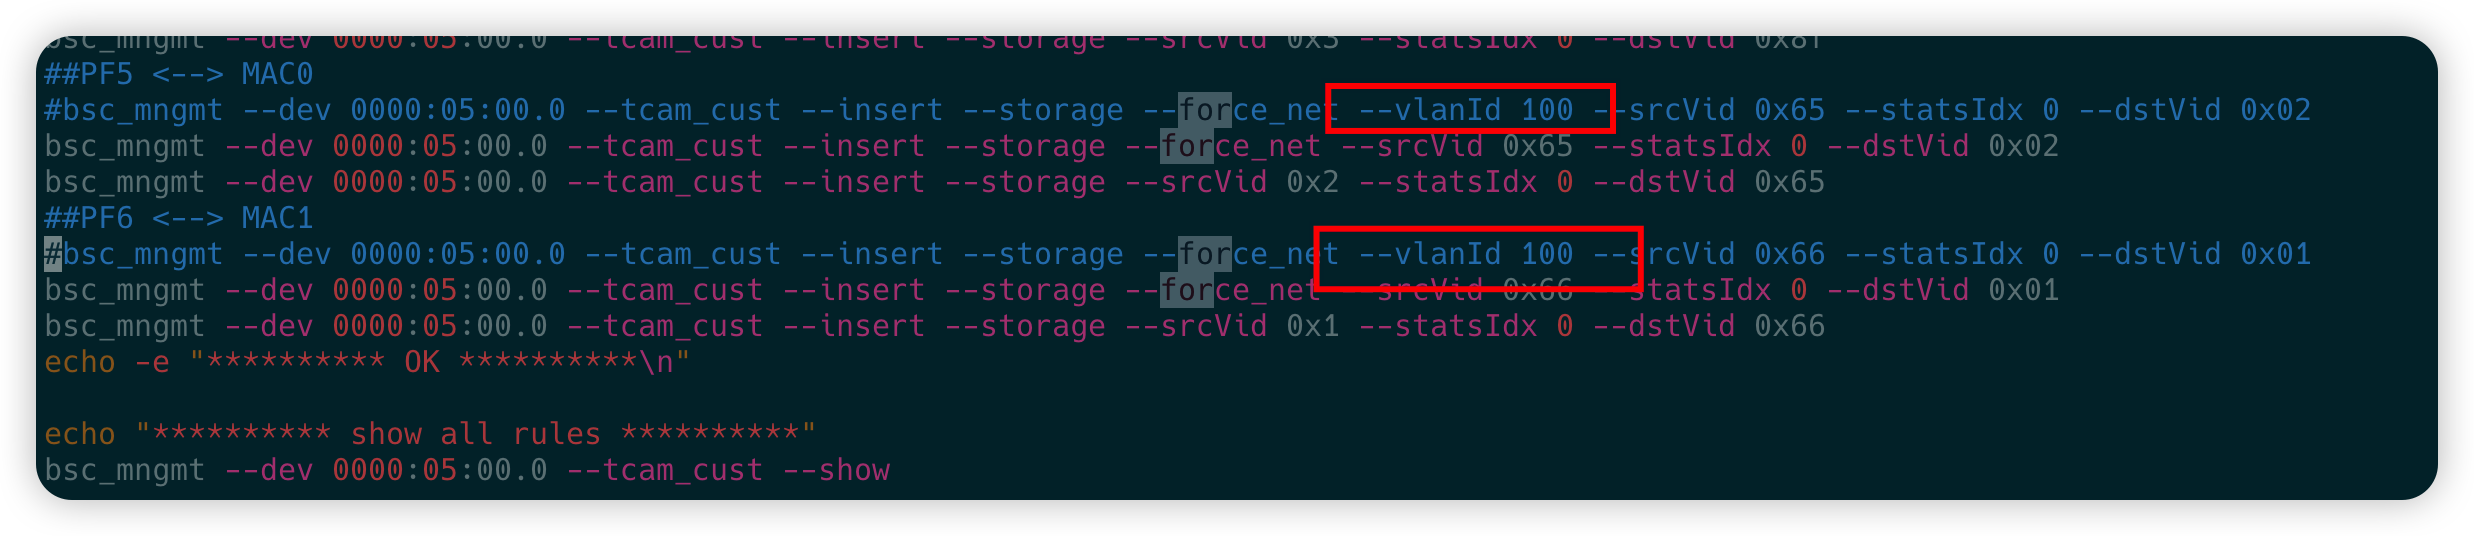 bsc_mngmt --dev 0000:05:00.0 --tcam_cust --insert --storage --srcVid 0x3 --statsIdx 0 --dstVid 0x8f
##PF5 <--> MAC0
#bsc_mngmt --dev 0000:05:00.0 --tcam_cust --insert --storage --force_net --vlanId 100 --srcVid 0x65 --statsIdx 0 --dstVid 0x02
bsc_mngmt --dev 0000:05:00.0 --tcam_cust --insert --storage --force_net --srcVid 0x65 --statsIdx 0 --dstVid 0x02
bsc_mngmt --dev 0000:05:00.0 --tcam_cust --insert --storage --srcVid 0x2 --statsIdx 0 --dstVid 0x65
##PF6 <--> MAC1
#bsc_mngmt --dev 0000:05:00.0 --tcam_cust --insert --storage --force_net --vlanId 100 --srcVid 0x66 --statsIdx 0 --dstVid 0x01
bsc_mngmt --dev 0000:05:00.0 --tcam_cust --insert --storage --force_net --srcVid 0x66 --statsIdx 0 --dstVid 0x01
bsc_mngmt --dev 0000:05:00.0 --tcam_cust --insert --storage --srcVid 0x1 --statsIdx 0 --dstVid 0x66
echo -e "********** OK **********\n"
echo "********** show all rules **********"
bsc_mngmt --dev 0000:05:00.0 --tcam_cust --show